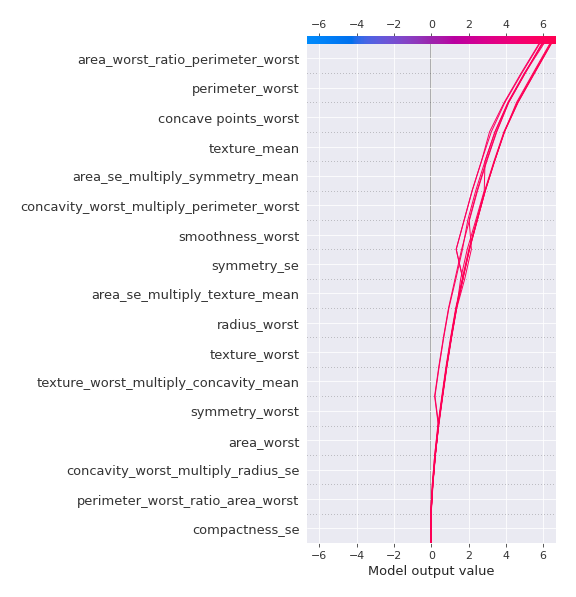 −6 −4 −2 0 2 4 6
area_worst_ratio_perimeter_worst
perimeter_worst
concave points_worst
texture_mean
area_se_multiply_symmetry_mean
concavity_worst_multiply_perimeter_worst
smoothness_worst
symmetry_se
area_se_multiply_texture_mean
radius_worst
texture_worst
texture_worst_multiply_concavity_mean
symmetry_worst
area_worst
concavity_worst_multiply_radius_se
perimeter_worst_ratio_area_worst
compactness_se
−6 −4 −2 0 2 4 6
Model output value